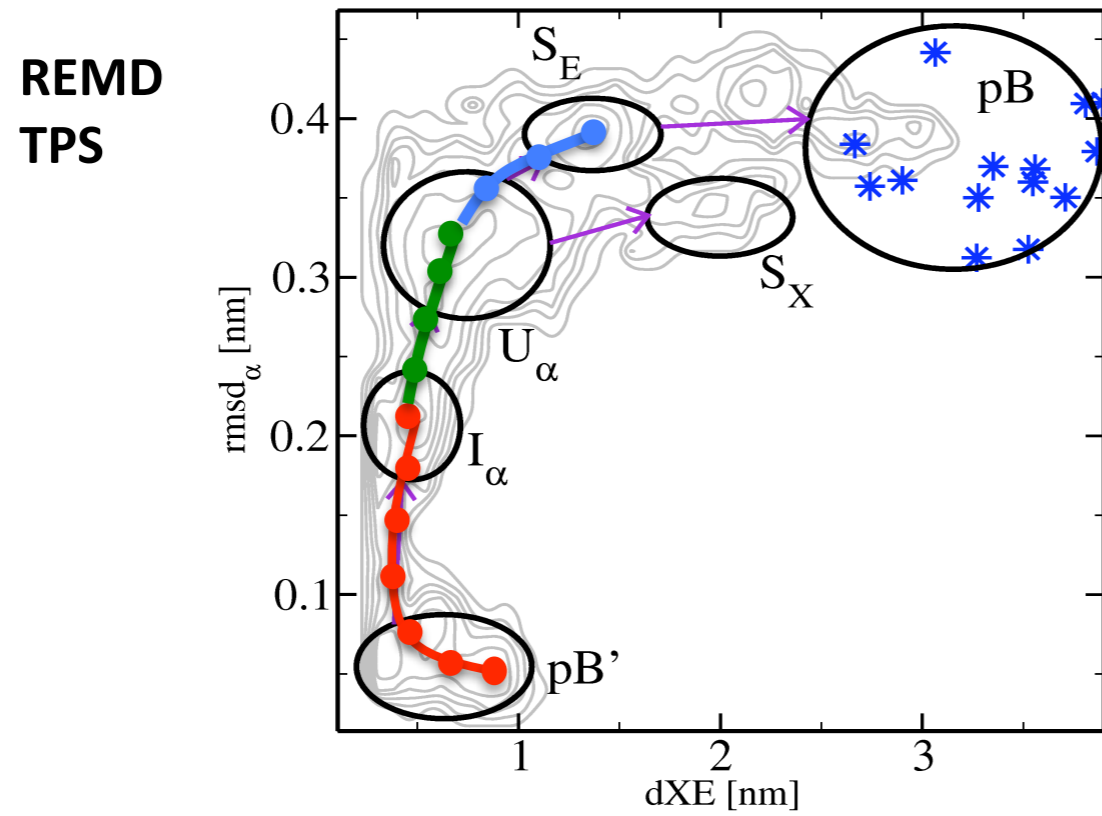 REMD
TPS
S_E
pB
S_X
U_α
I_α
pB’
rmsd_α [nm]
0.4
0.3
0.2
0.1
1 2 3
dXE [nm]